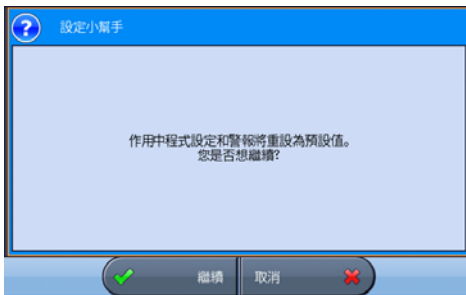 設定小幫手
作用中程式設定和警報將重設為預設值。
您是否想繼續?
繼續
取消